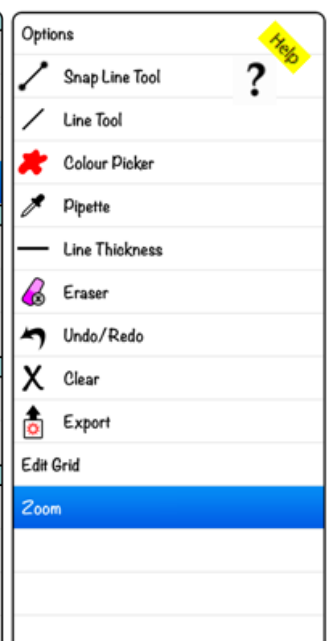 Options
Help
Snap Line Tool
?
Line Tool
Colour Picker
Pipette
Line Thickness
Eraser
Undo/Redo
Clear
Export
Edit Grid
Zoom